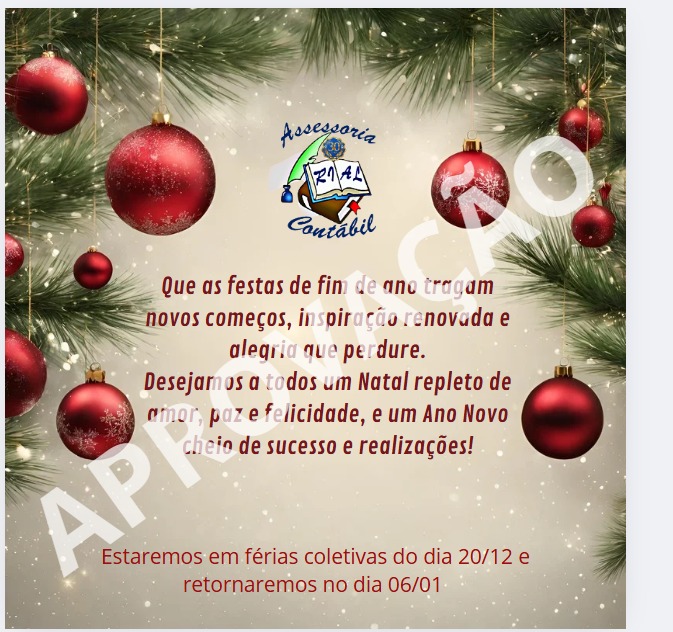 Assessoria
30
RIAL
Contábil
Que as festas de fim de ano tragam
novos começos, inspiração renovada e
alegria que perdure.
Desejamos a todos um Natal repleto de
amor, paz e felicidade, e um Ano Novo
cheio de sucesso e realizações!
APROVAÇÃO
Estaremos em férias coletivas do dia 20/12 e
retornaremos no dia 06/01